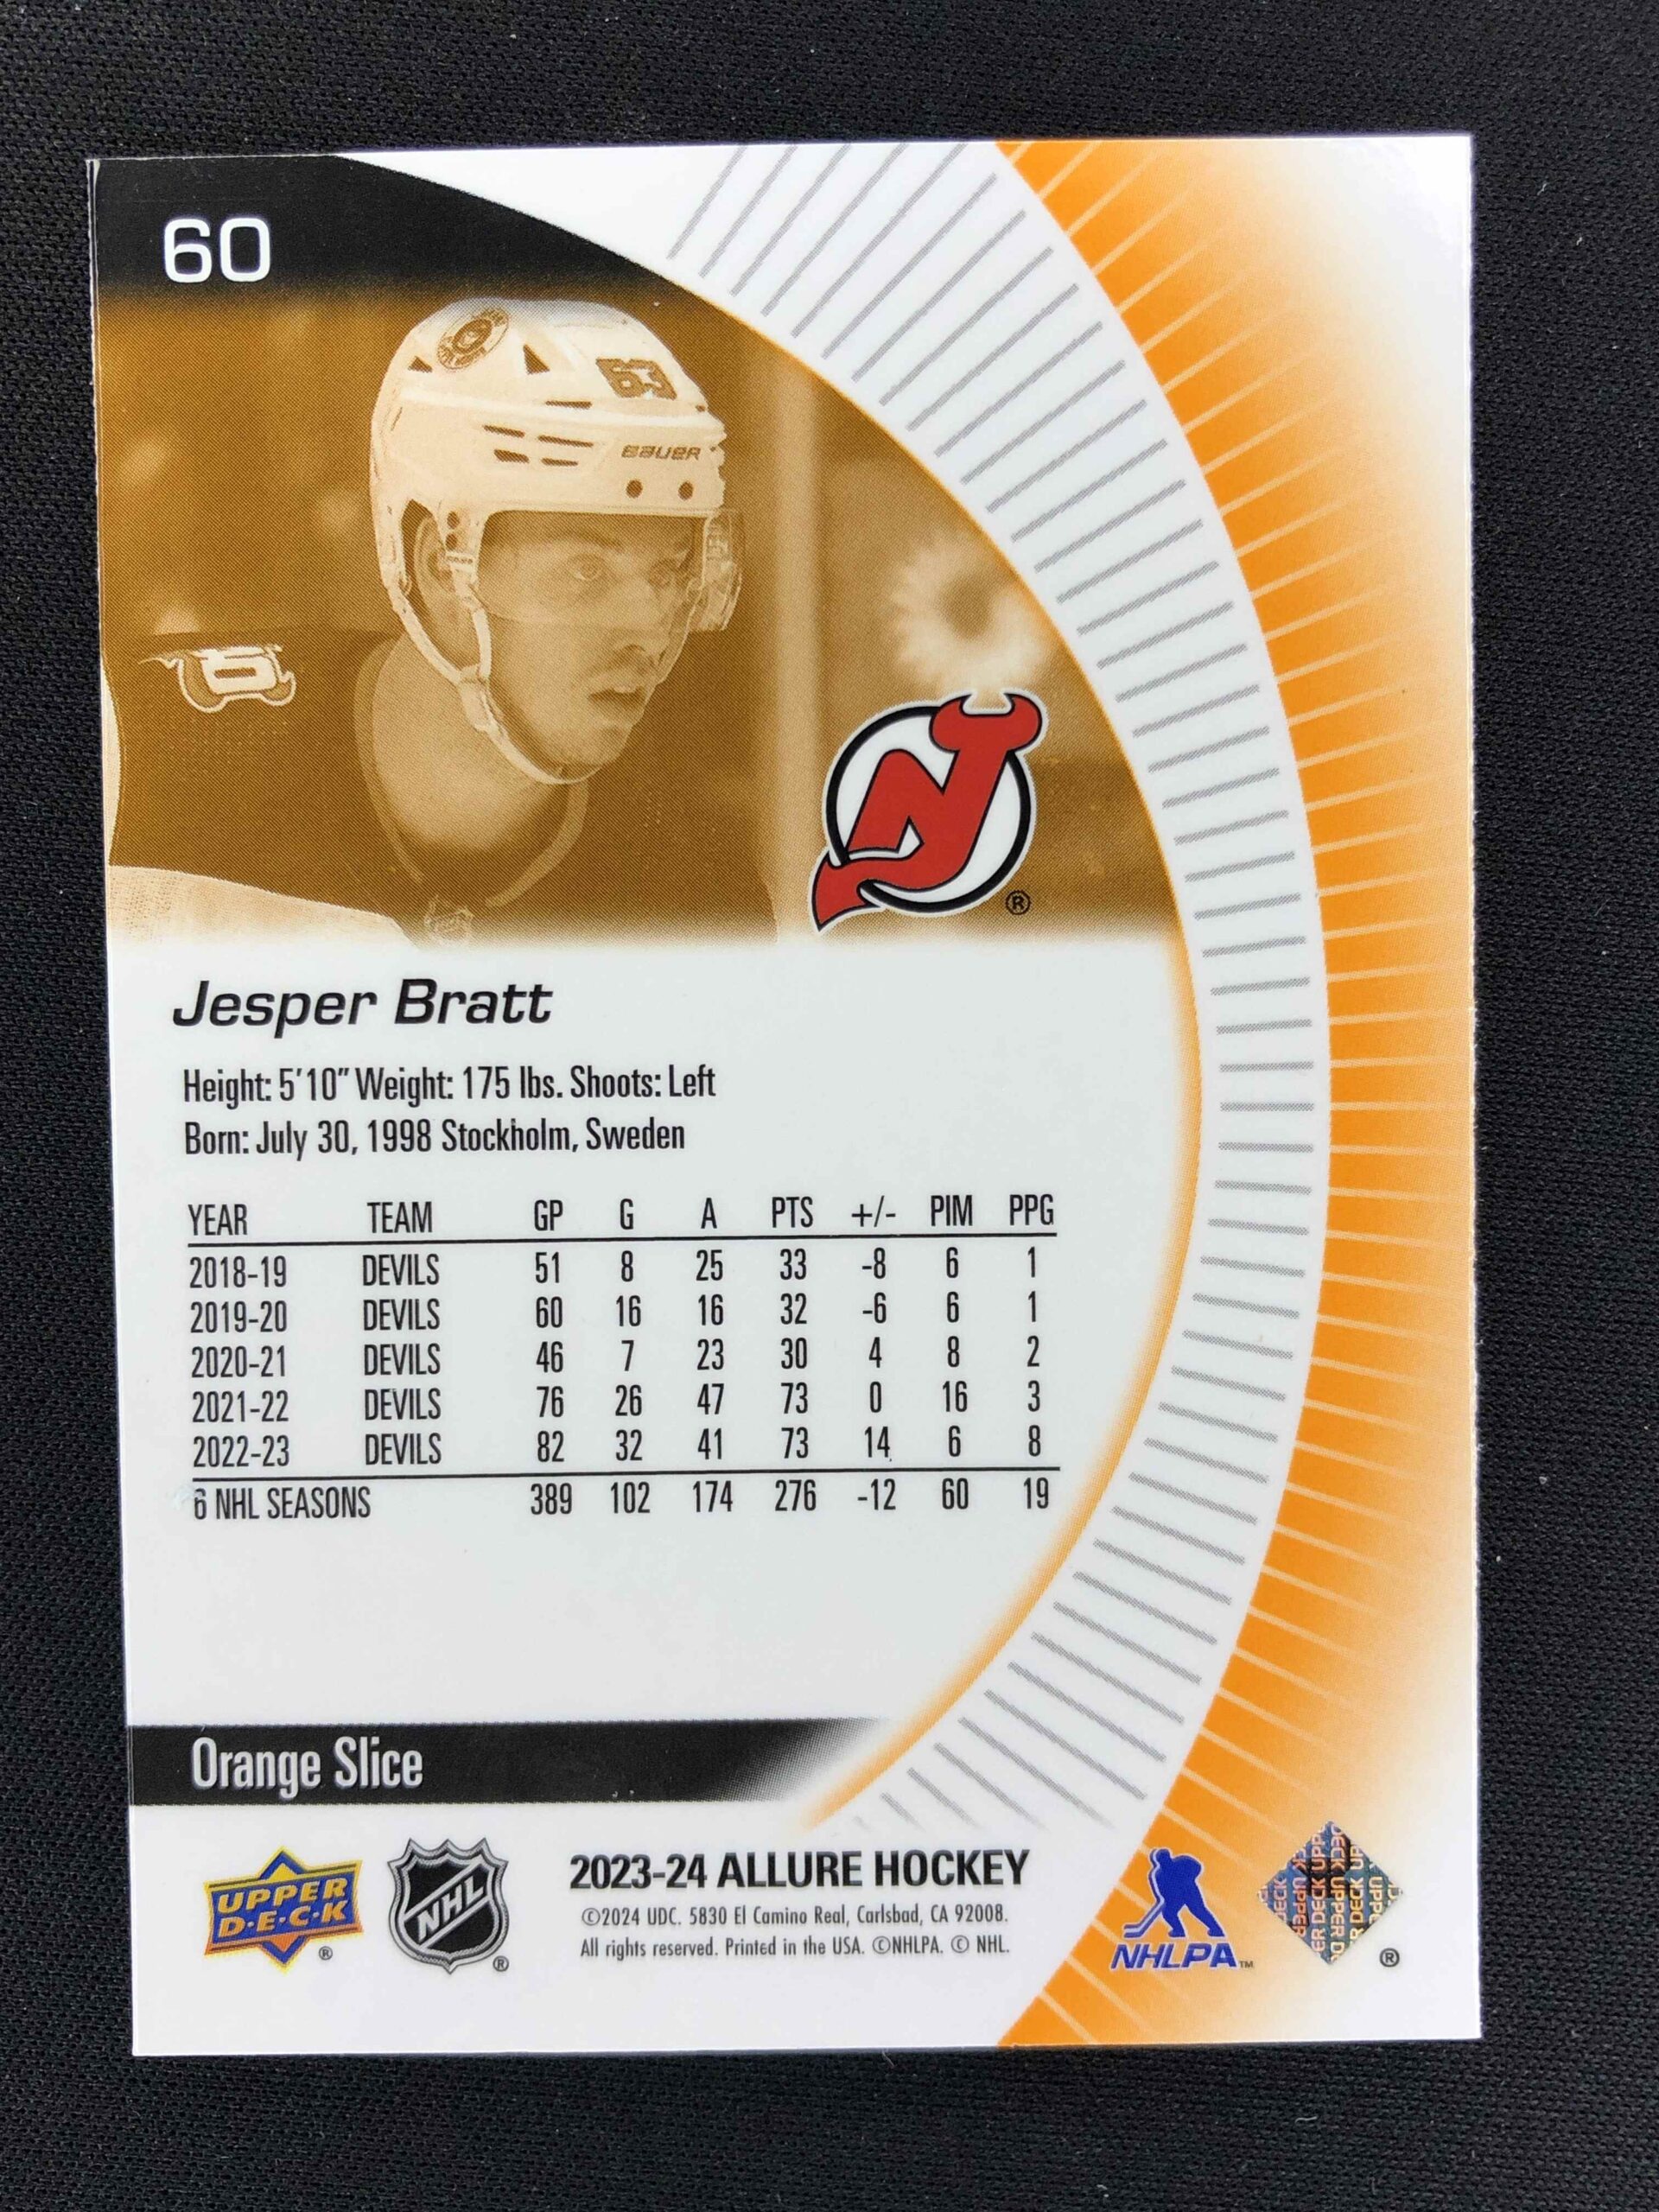 60
63
BAUER
Jesper Bratt
Height: 5'10" Weight: 175 lbs. Shoots: Left
Born: July 30, 1998 Stockholm, Sweden
YEAR TEAM GP G A PTS +/- PIM PPG
2018-19 DEVILS 51 8 25 33 -8 6 1
2019-20 DEVILS 60 16 16 32 -6 6 1
2020-21 DEVILS 46 7 23 30 4 8 2
2021-22 DEVILS 76 26 47 73 0 16 3
2022-23 DEVILS 82 32 41 73 14 6 8
6 NHL SEASONS 389 102 174 276 -12 60 19
Orange Slice
UPPER
D·E·C·K
®
NHL
®
2023-24 ALLURE HOCKEY
©2024 UDC. 5830 El Camino Real, Carlsbad, CA 92008.
All rights reserved. Printed in the USA. ©NHLPA. © NHL.
NHLPA™
®